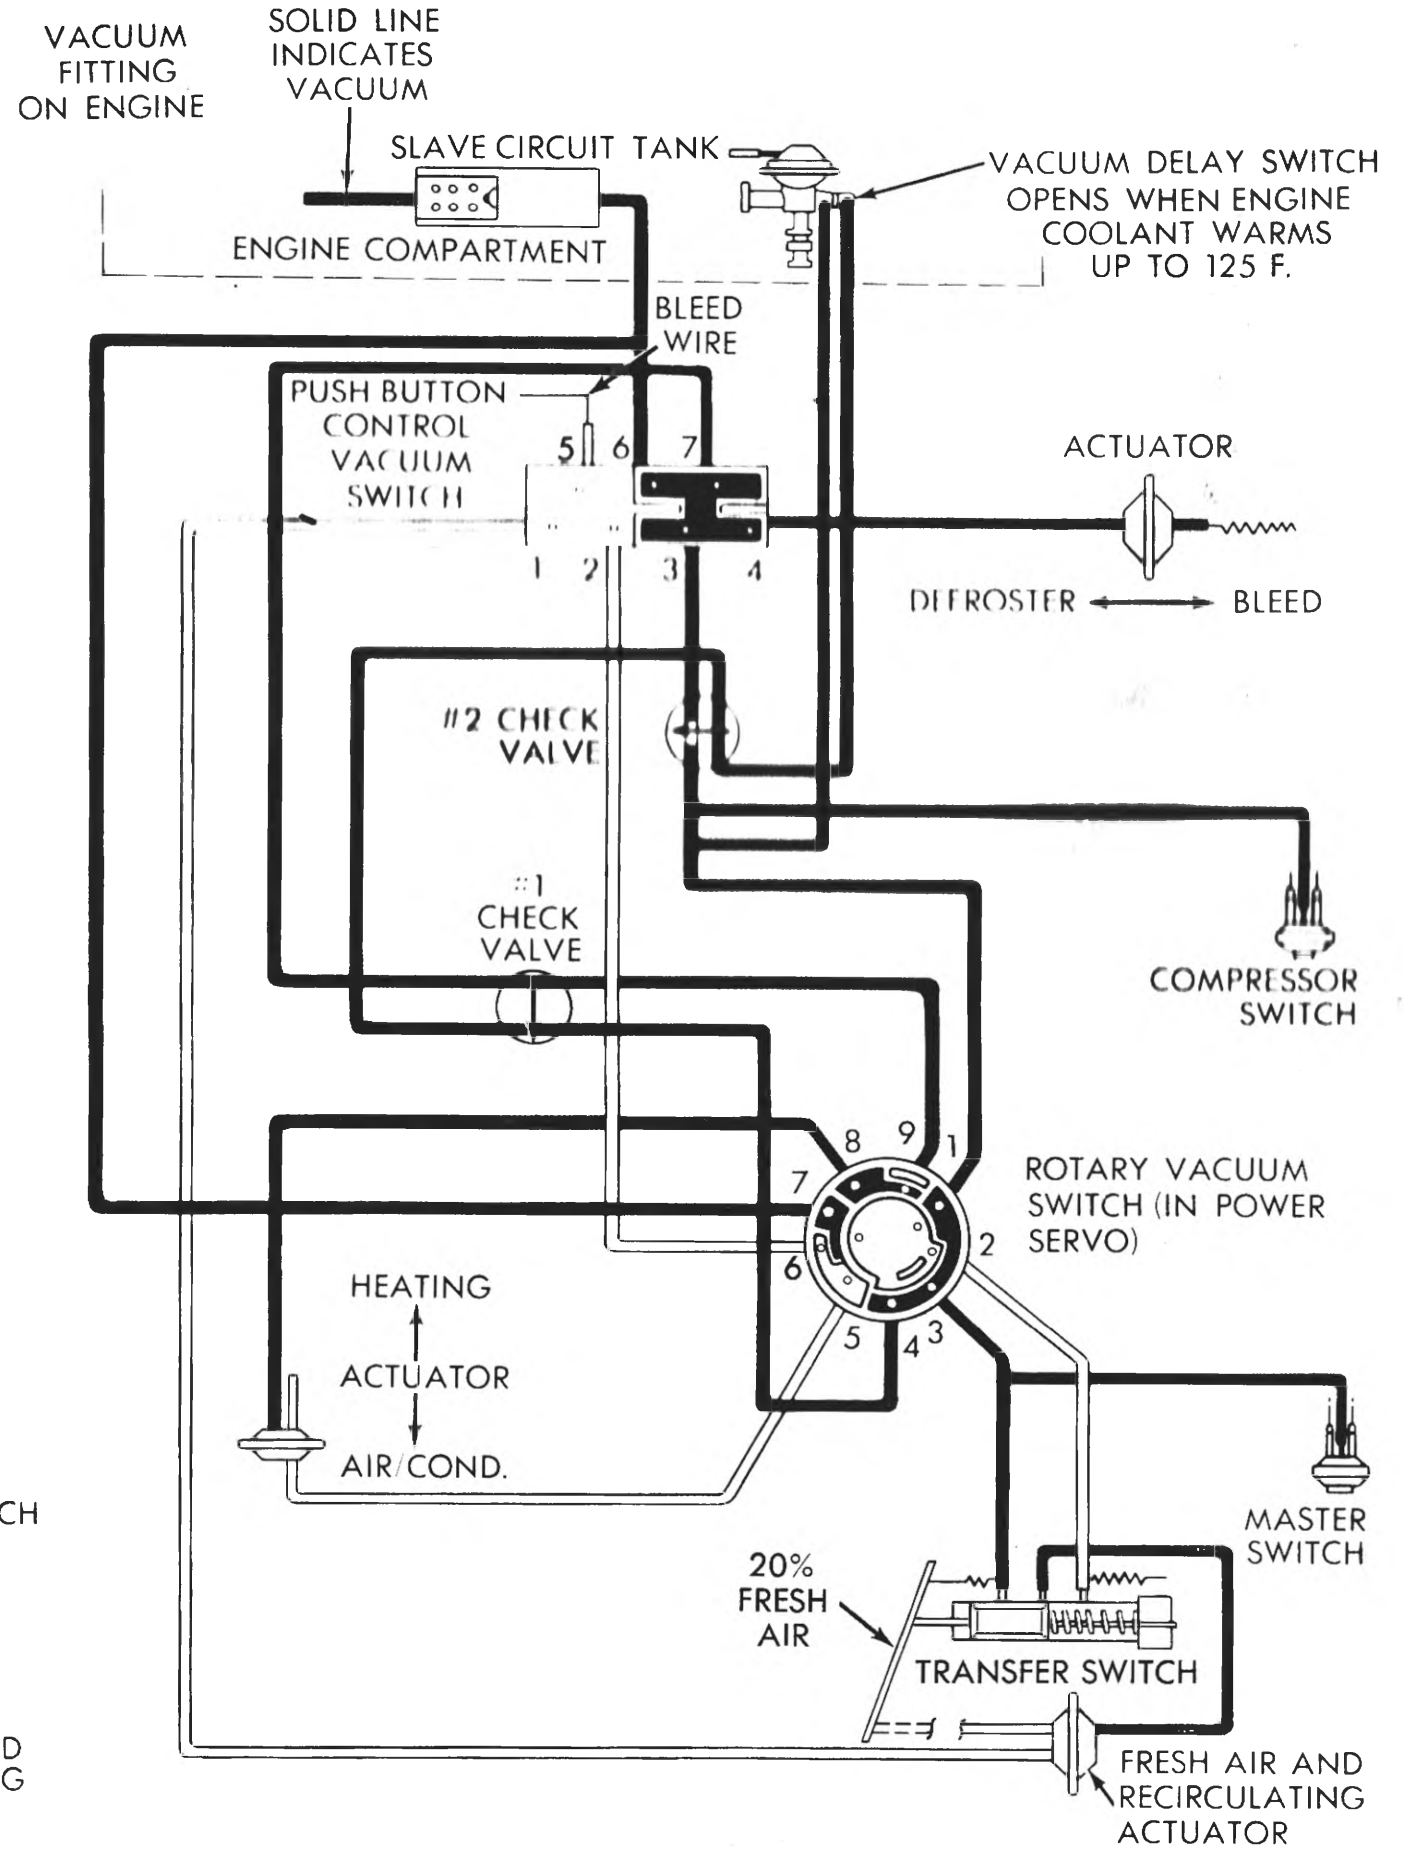 VACUUM
FITTING
ON ENGINE
SOLID LINE
INDICATES
VACUUM
SLAVE CIRCUIT TANK
ENGINE COMPARTMENT
VACUUM DELAY SWITCH
OPENS WHEN ENGINE
COOLANT WARMS
UP TO 125 F.
BLEED
WIRE
PUSH BUTTON
CONTROL
VACUUM
SWITCH
5 6 7
1 2 3 4
ACTUATOR
DEFROSTER BLEED
#2 CHECK
VALVE
#1
CHECK
VALVE
COMPRESSOR
SWITCH
8 9 1
7
2
6
5 4 3
ROTARY VACUUM
SWITCH (IN POWER
SERVO)
HEATING
ACTUATOR
AIR/COND.
CH
MASTER
SWITCH
20%
FRESH
AIR
TRANSFER SWITCH
D
G
FRESH AIR AND
RECIRCULATING
ACTUATOR